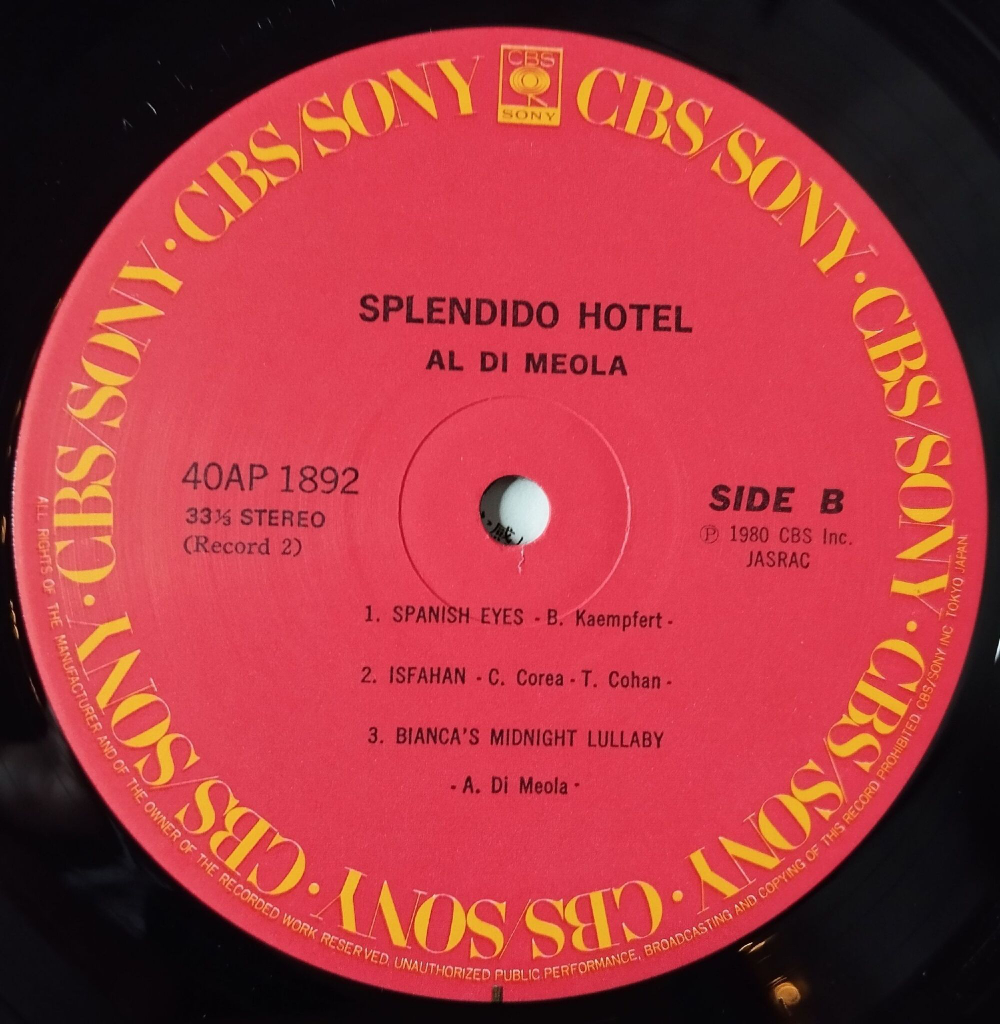 CBS
SONY
CBS/SONY · CBS/SONY · CBS/SONY · CBS/SONY · CBS/SONY · CBS/SONY · CBS/SONY · CBS/SONY
SPLENDIDO HOTEL
AL DI MEOLA
40AP 1892
33⅓ STEREO
(Record 2)
SIDE B
Ⓟ 1980 CBS Inc.
JASRAC
1. SPANISH EYES - B. Kaempfert -
2. ISFAHAN - C. Corea - T. Cohan -
3. BIANCA'S MIDNIGHT LULLABY
- A. Di Meola -
ALL RIGHTS OF THE MANUFACTURER AND OF THE OWNER OF THE RECORDED WORK RESERVED. UNAUTHORIZED PUBLIC PERFORMANCE, BROADCASTING AND COPYING OF THIS RECORD PROHIBITED CBS/SONY INC TOKYO JAPAN